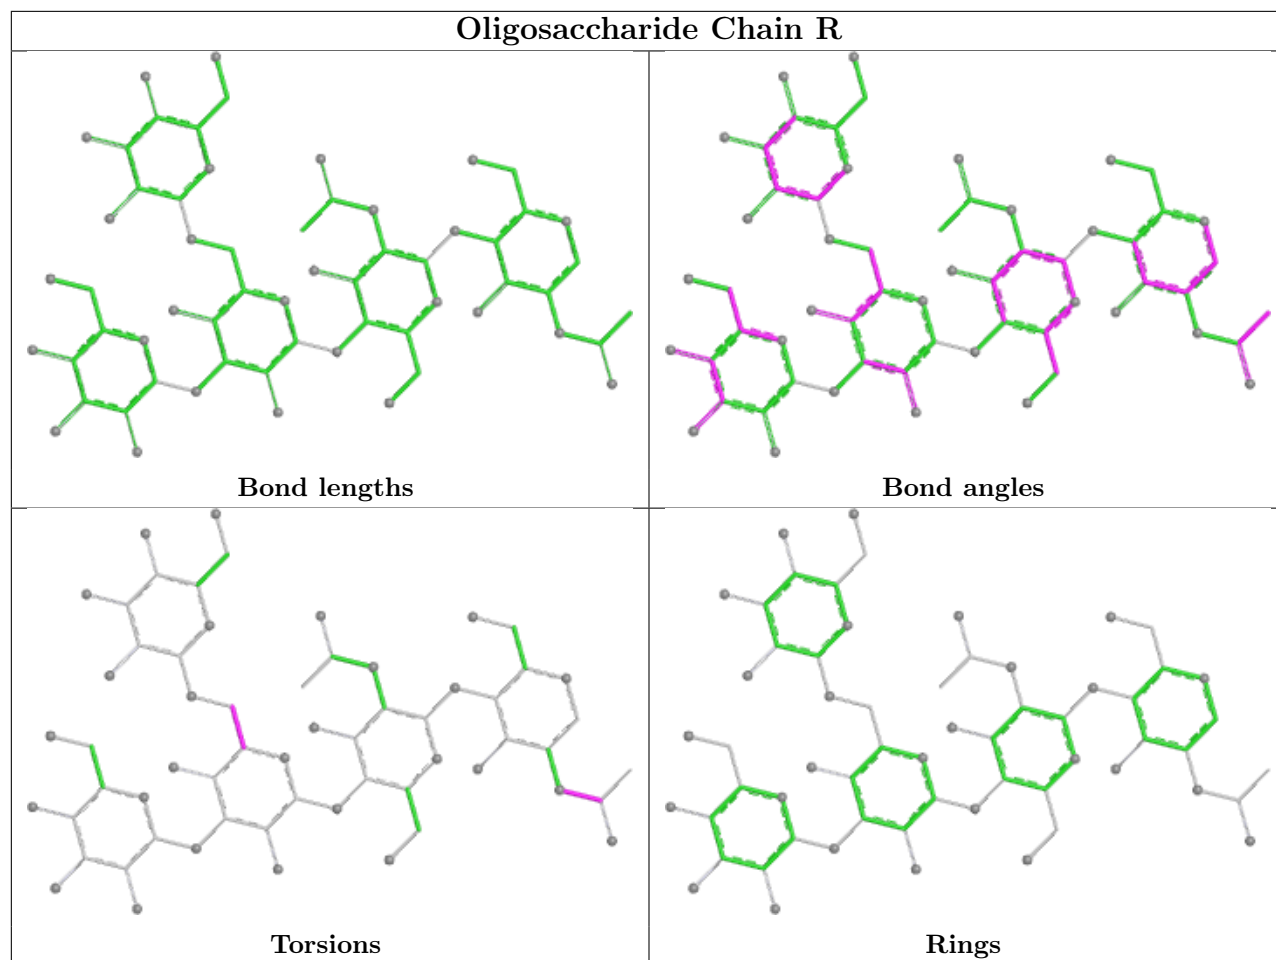 Oligosaccharide Chain R
Bond lengths
Bond angles
Torsions
Rings